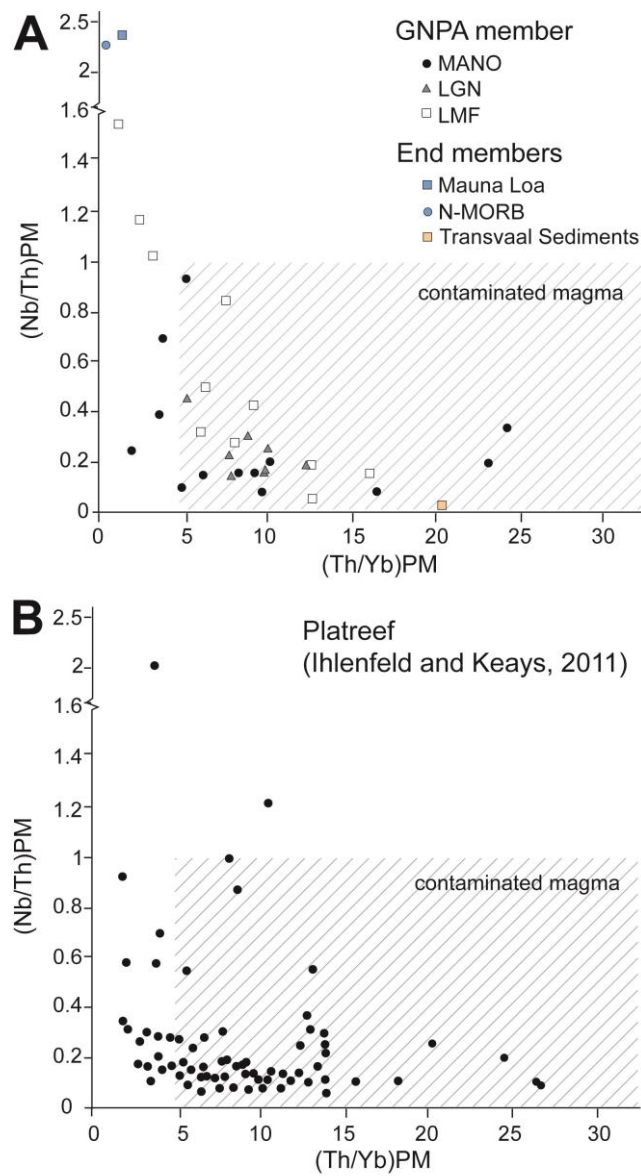 A
GNPA member
MANO
LGN
LMF
End members
Mauna Loa
N-MORB
Transvaal Sediments
contaminated magma
2.5
2
1.6
1.4
1.2
1
0.8
0.6
0.4
0.2
0
(Nb/Th)PM
0 5 10 15 20 25 30
(Th/Yb)PM
B
Platreef
(Ihlenfeld and Keays, 2011)
contaminated magma
2.5
2
1.6
1.4
1.2
1
0.8
0.6
0.4
0.2
0
(Nb/Th)PM
0 5 10 15 20 25 30
(Th/Yb)PM